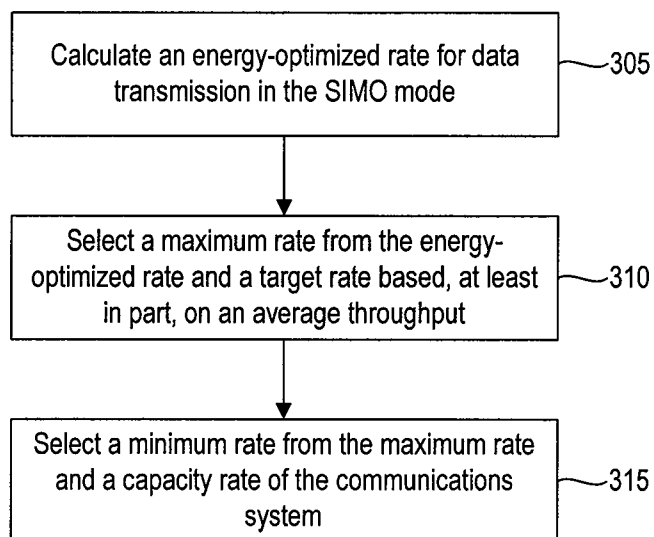 Calculate an energy-optimized rate for data
transmission in the SIMO mode
305
Select a maximum rate from the energy-
optimized rate and a target rate based, at least
in part, on an average throughput
310
Select a minimum rate from the maximum rate
and a capacity rate of the communications
system
315